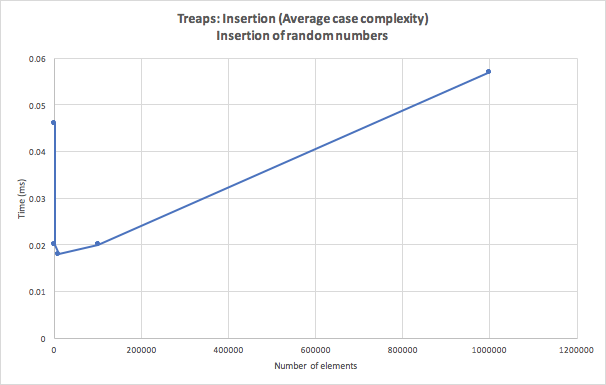 Treaps: Insertion (Average case complexity)
Insertion of random numbers
0.06
0.05
0.04
0.03
0.02
0.01
0
Time (ms)
0 200000 400000 600000 800000 1000000 1200000
Number of elements